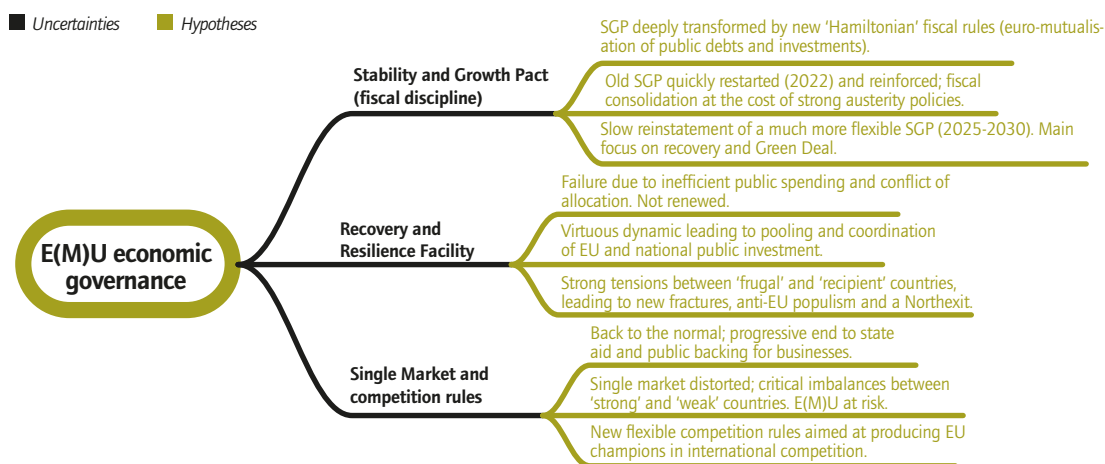 Uncertainties
Hypotheses
SGP deeply transformed by new ‘Hamiltonian’ fiscal rules (euro-mutualis-
ation of public debts and investments).
Stability and Growth Pact
(fiscal discipline)
Old SGP quickly restarted (2022) and reinforced; fiscal
consolidation at the cost of strong austerity policies.
Slow reinstatement of a much more flexible SGP (2025-2030). Main
focus on recovery and Green Deal.
E(M)U economic
governance
Recovery and
Resilience Facility
Failure due to inefficient public spending and conflict of
allocation. Not renewed.
Virtuous dynamic leading to pooling and coordination
of EU and national public investment.
Strong tensions between ‘frugal’ and ‘recipient’ countries,
leading to new fractures, anti-EU populism and a Northexit.
Single Market and
competition rules
Back to the normal; progressive end to state
aid and public backing for businesses.
Single market distorted; critical imbalances between
‘strong’ and ‘weak’ countries. E(M)U at risk.
New flexible competition rules aimed at producing EU
champions in international competition.